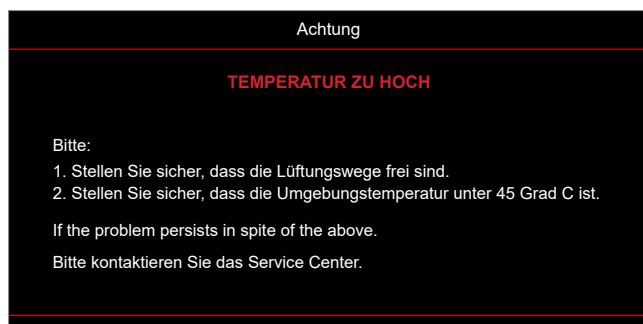 Achtung
TEMPERATUR ZU HOCH
Bitte:
1. Stellen Sie sicher, dass die Lüftungswege frei sind.
2. Stellen Sie sicher, dass die Umgebungstemperatur unter 45 Grad C ist.
If the problem persists in spite of the above.
Bitte kontaktieren Sie das Service Center.